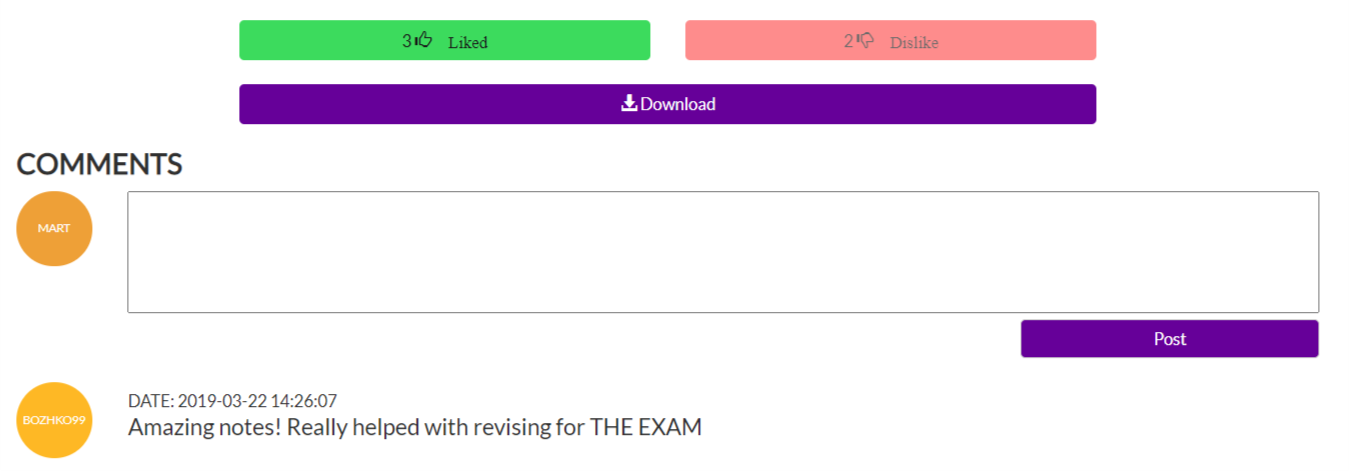 3 Liked
2 Dislike
Download
COMMENTS
MART
Post
BOZHKO99
DATE: 2019-03-22 14:26:07
Amazing notes! Really helped with revising for THE EXAM